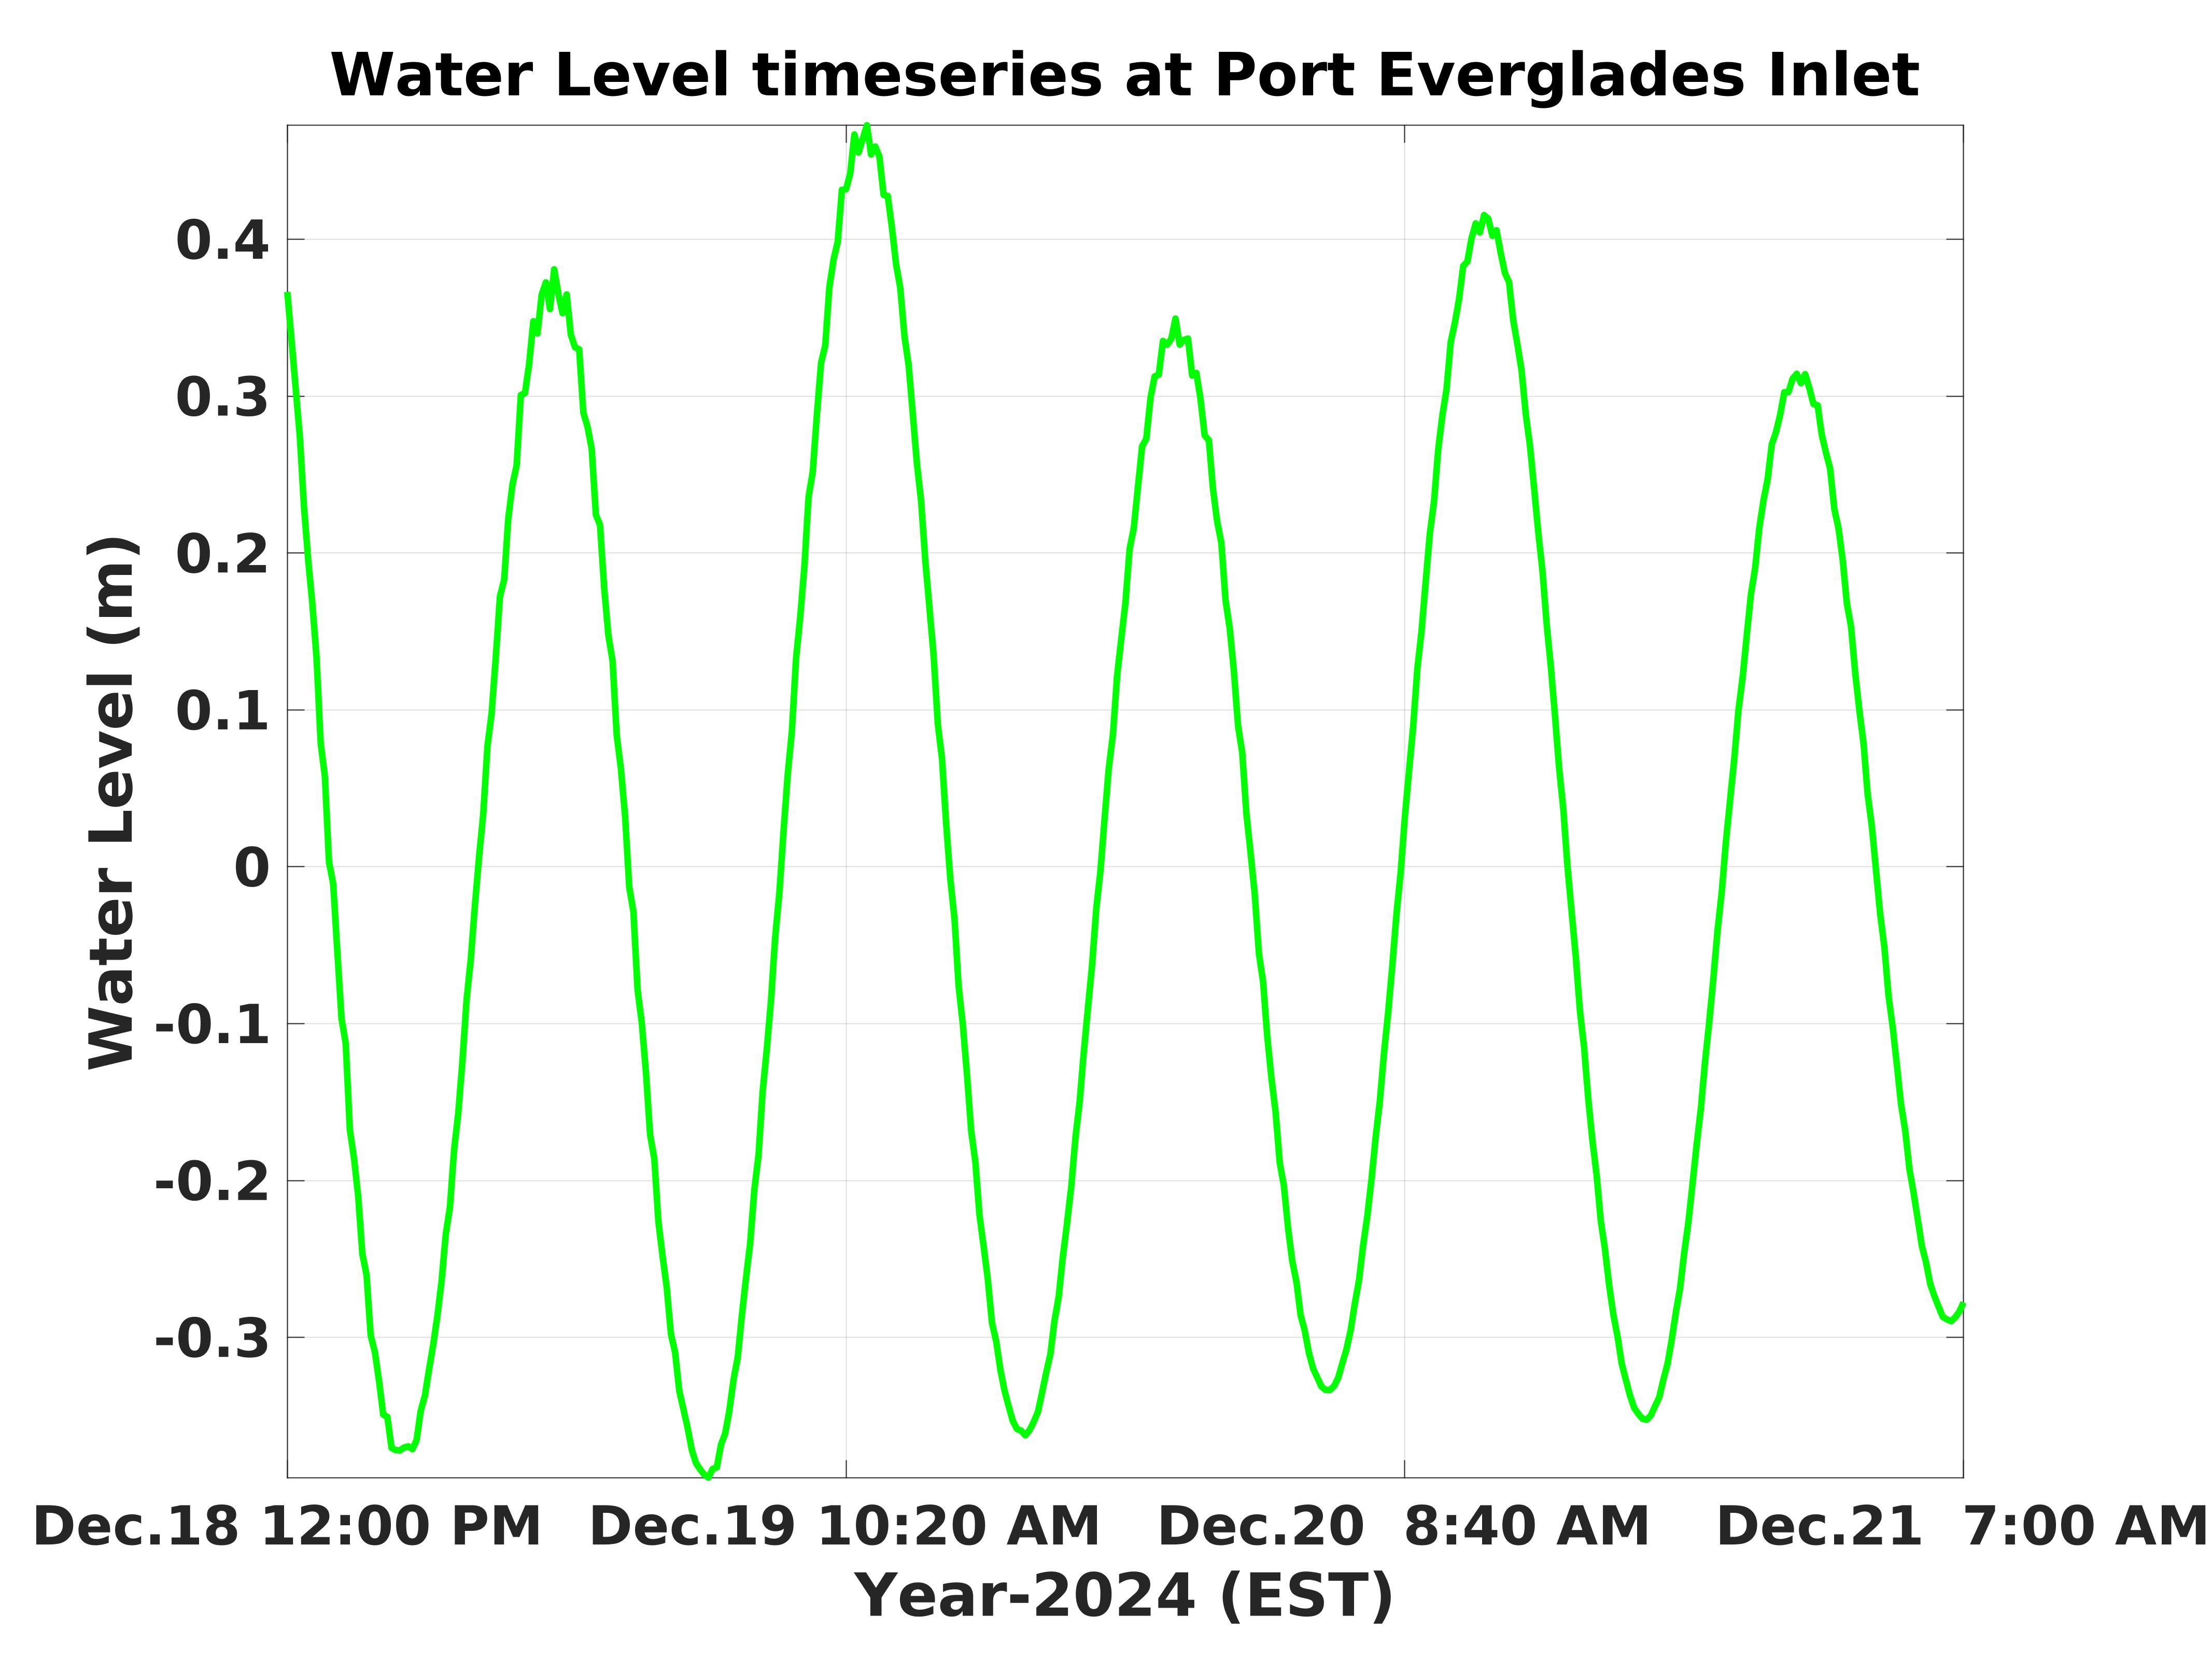 Water Level timeseries at Port Everglades Inlet
Water Level (m)
0.4
0.3
0.2
0.1
0
-0.1
-0.2
-0.3
Dec.18 12:00 PM Dec.19 10:20 AM Dec.20 8:40 AM Dec.21 7:00 AM
Year-2024 (EST)